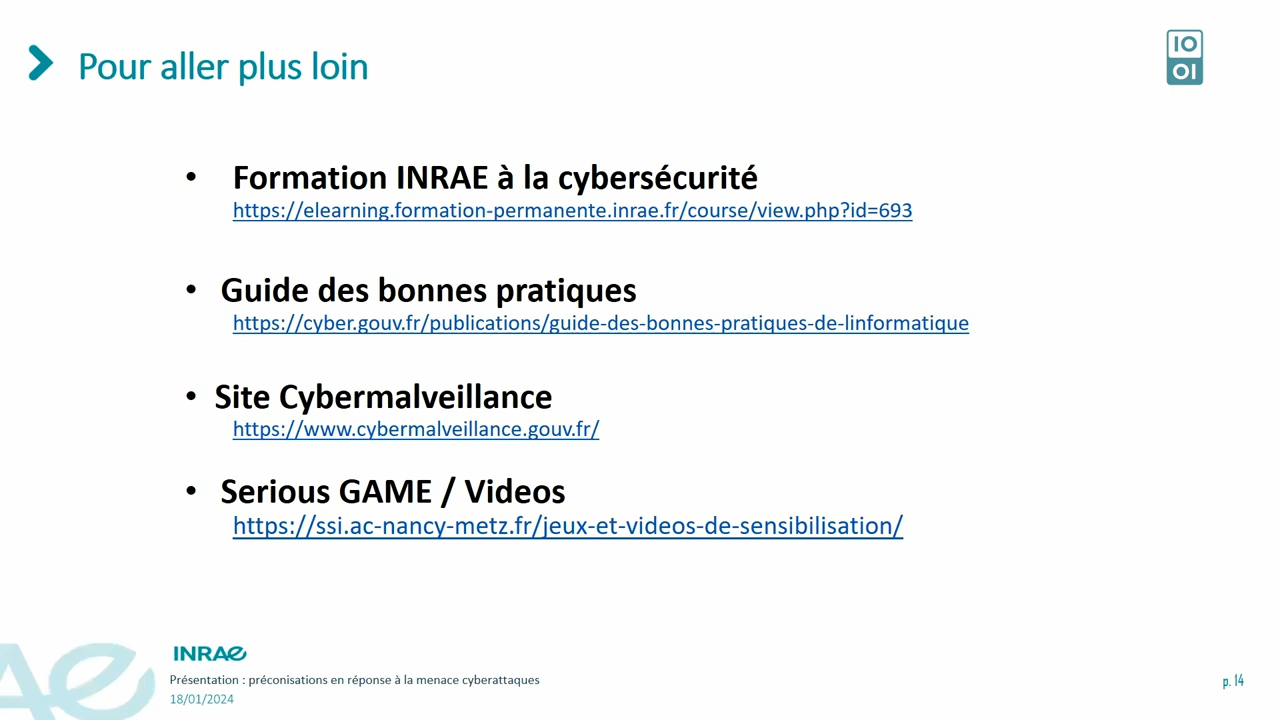 Pour aller plus loin
IO
OI
• Formation INRAE à la cybersécurité
https://elearning.formation-permanente.inrae.fr/course/view.php?id=693
• Guide des bonnes pratiques
https://cyber.gouv.fr/publications/guide-des-bonnes-pratiques-de-linformatique
• Site Cybermalveillance
https://www.cybermalveillance.gouv.fr/
• Serious GAME / Videos
https://ssi.ac-nancy-metz.fr/jeux-et-videos-de-sensibilisation/
INRAE
Présentation : préconisations en réponse à la menace cyberattaques
18/01/2024
p. 14